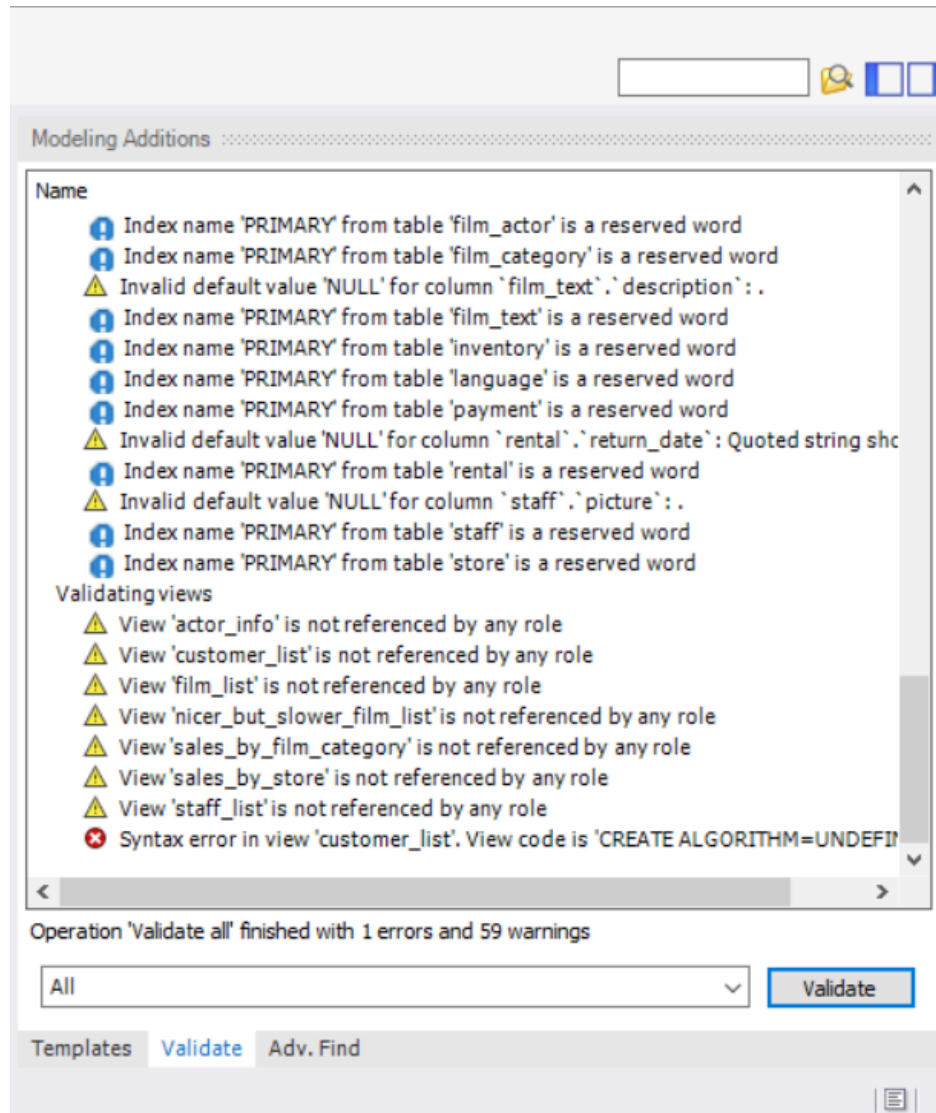 Modeling Additions
Name
Index name 'PRIMARY' from table 'film_actor' is a reserved word
Index name 'PRIMARY' from table 'film_category' is a reserved word
Invalid default value 'NULL' for column `film_text`.`description`: .
Index name 'PRIMARY' from table 'film_text' is a reserved word
Index name 'PRIMARY' from table 'inventory' is a reserved word
Index name 'PRIMARY' from table 'language' is a reserved word
Index name 'PRIMARY' from table 'payment' is a reserved word
Invalid default value 'NULL' for column `rental`.`return_date`: Quoted string sho
Index name 'PRIMARY' from table 'rental' is a reserved word
Invalid default value 'NULL' for column `staff`.`picture`: .
Index name 'PRIMARY' from table 'staff' is a reserved word
Index name 'PRIMARY' from table 'store' is a reserved word
Validating views
View 'actor_info' is not referenced by any role
View 'customer_list' is not referenced by any role
View 'film_list' is not referenced by any role
View 'nicer_but_slower_film_list' is not referenced by any role
View 'sales_by_film_category' is not referenced by any role
View 'sales_by_store' is not referenced by any role
View 'staff_list' is not referenced by any role
Syntax error in view 'customer_list'. View code is 'CREATE ALGORITHM=UNDEFIN
Operation 'Validate all' finished with 1 errors and 59 warnings
All
Validate
Templates Validate Adv. Find